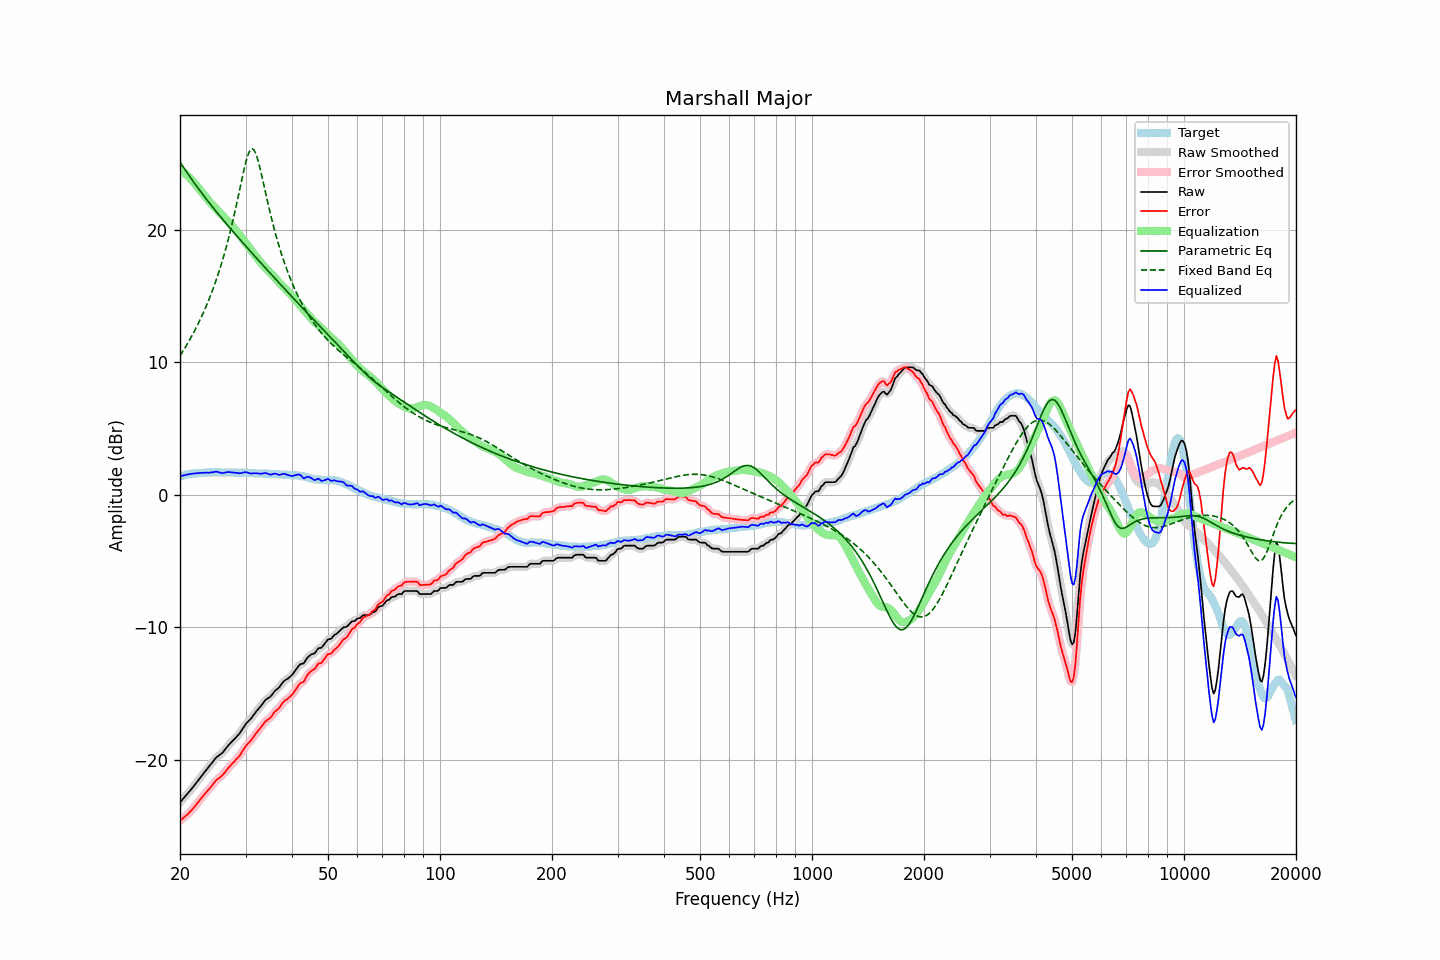 Marshall Major
Target
Raw Smoothed
Error Smoothed
Raw
Error
Equalization
Parametric Eq
Fixed Band Eq
Equalized
Amplitude (dBr)
20
10
0
−10
−20
20
50
100
200
500
1000
2000
5000
10000
20000
Frequency (Hz)